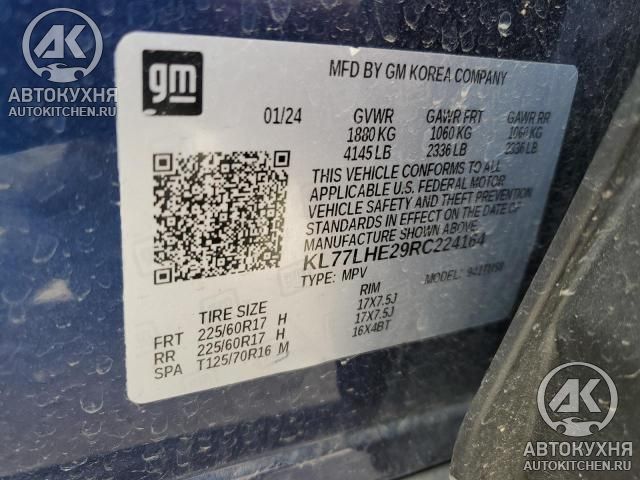 AK
АВТОКУХНЯ
AUTOKITCHEN.RU
gm
MFD BY GM KOREA COMPANY
01/24 GVWR GAWR FRT GAWR RR
1880 KG 1060 KG 1060 KG
4145 LB 2336 LB 2336 LB
THIS VEHICLE CONFORMS TO ALL
APPLICABLE U.S. FEDERAL MOTOR
VEHICLE SAFETY AND THEFT PREVENTION
STANDARDS IN EFFECT ON THE DATE OF
MANUFACTURE SHOWN ABOVE.
KL77LHE29RC224164
TYPE: MPV MODEL:
TIRE SIZE RIM
FRT 225/60R17 H 17X7.5J
RR 225/60R17 H 17X7.5J
SPA T125/70R16 M 16X4BT
AK
АВТОКУХНЯ
AUTOKITCHEN.RU